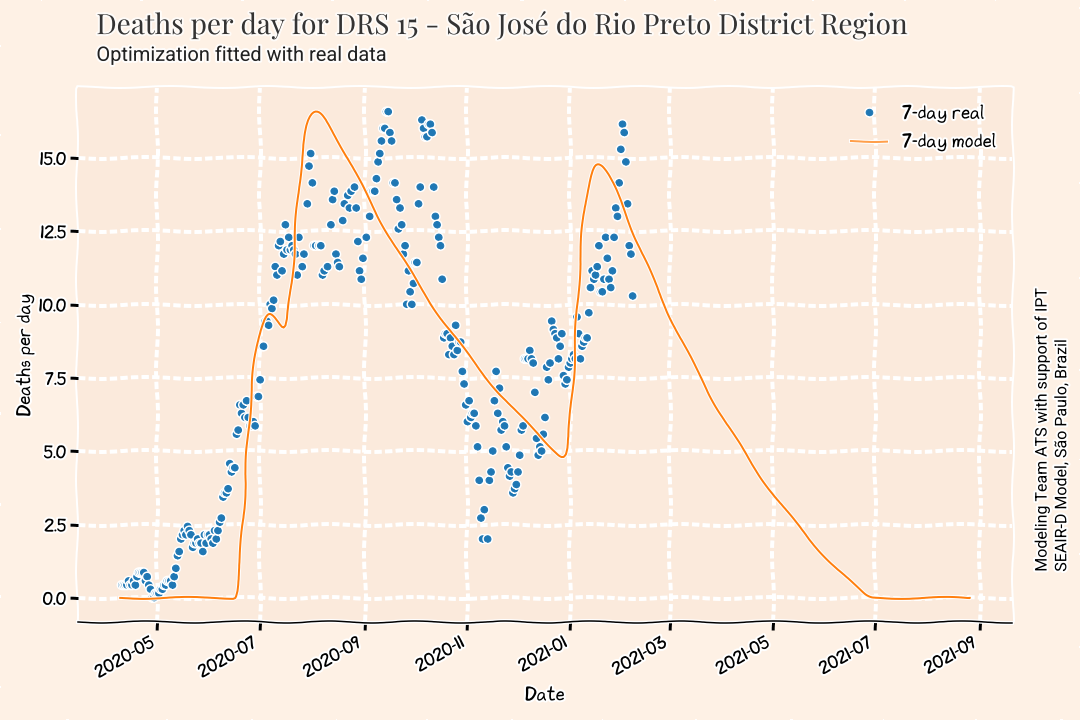 Deaths per day for DRS 15 - São José do Rio Preto District Region
Optimization fitted with real data
7-day real
7-day model
15.0
12.5
10.0
7.5
5.0
2.5
0.0
Deaths per day
2020-05
2020-07
2020-09
2020-11
2021-01
2021-03
2021-05
2021-07
2021-09
Date
Modeling Team ATS with support of IPT
SEAIR-D Model, São Paulo, Brazil